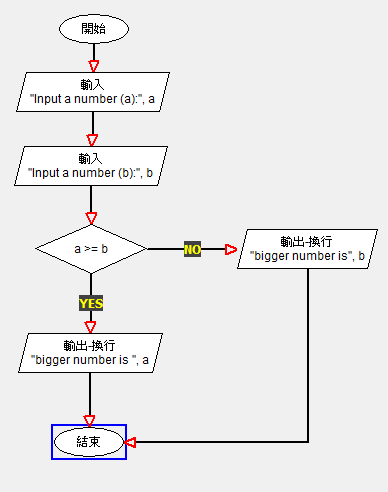 開始
輸入
"Input a number (a):", a
輸入
"Input a number (b):", b
a >= b
NO
輸出-換行
"bigger number is", b
YES
輸出-換行
"bigger number is ", a
結束